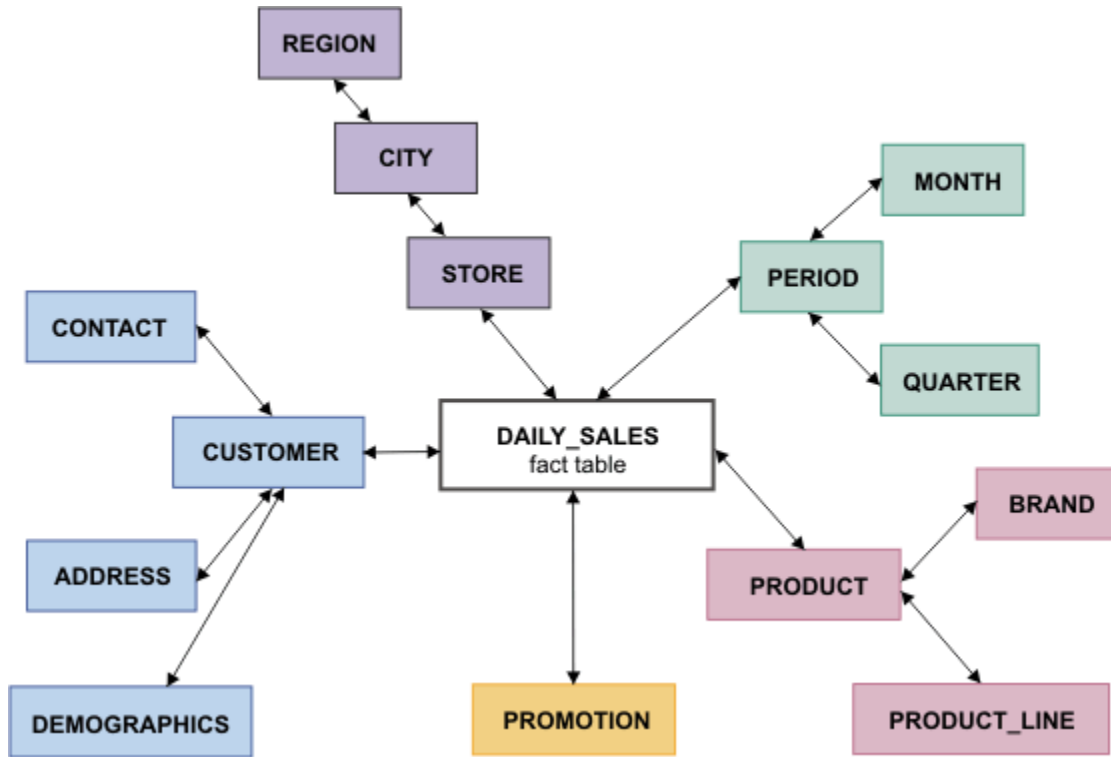 REGION
CITY
MONTH
STORE
PERIOD
CONTACT
QUARTER
CUSTOMER
DAILY_SALES
fact table
BRAND
ADDRESS
PRODUCT
DEMOGRAPHICS
PROMOTION
PRODUCT_LINE